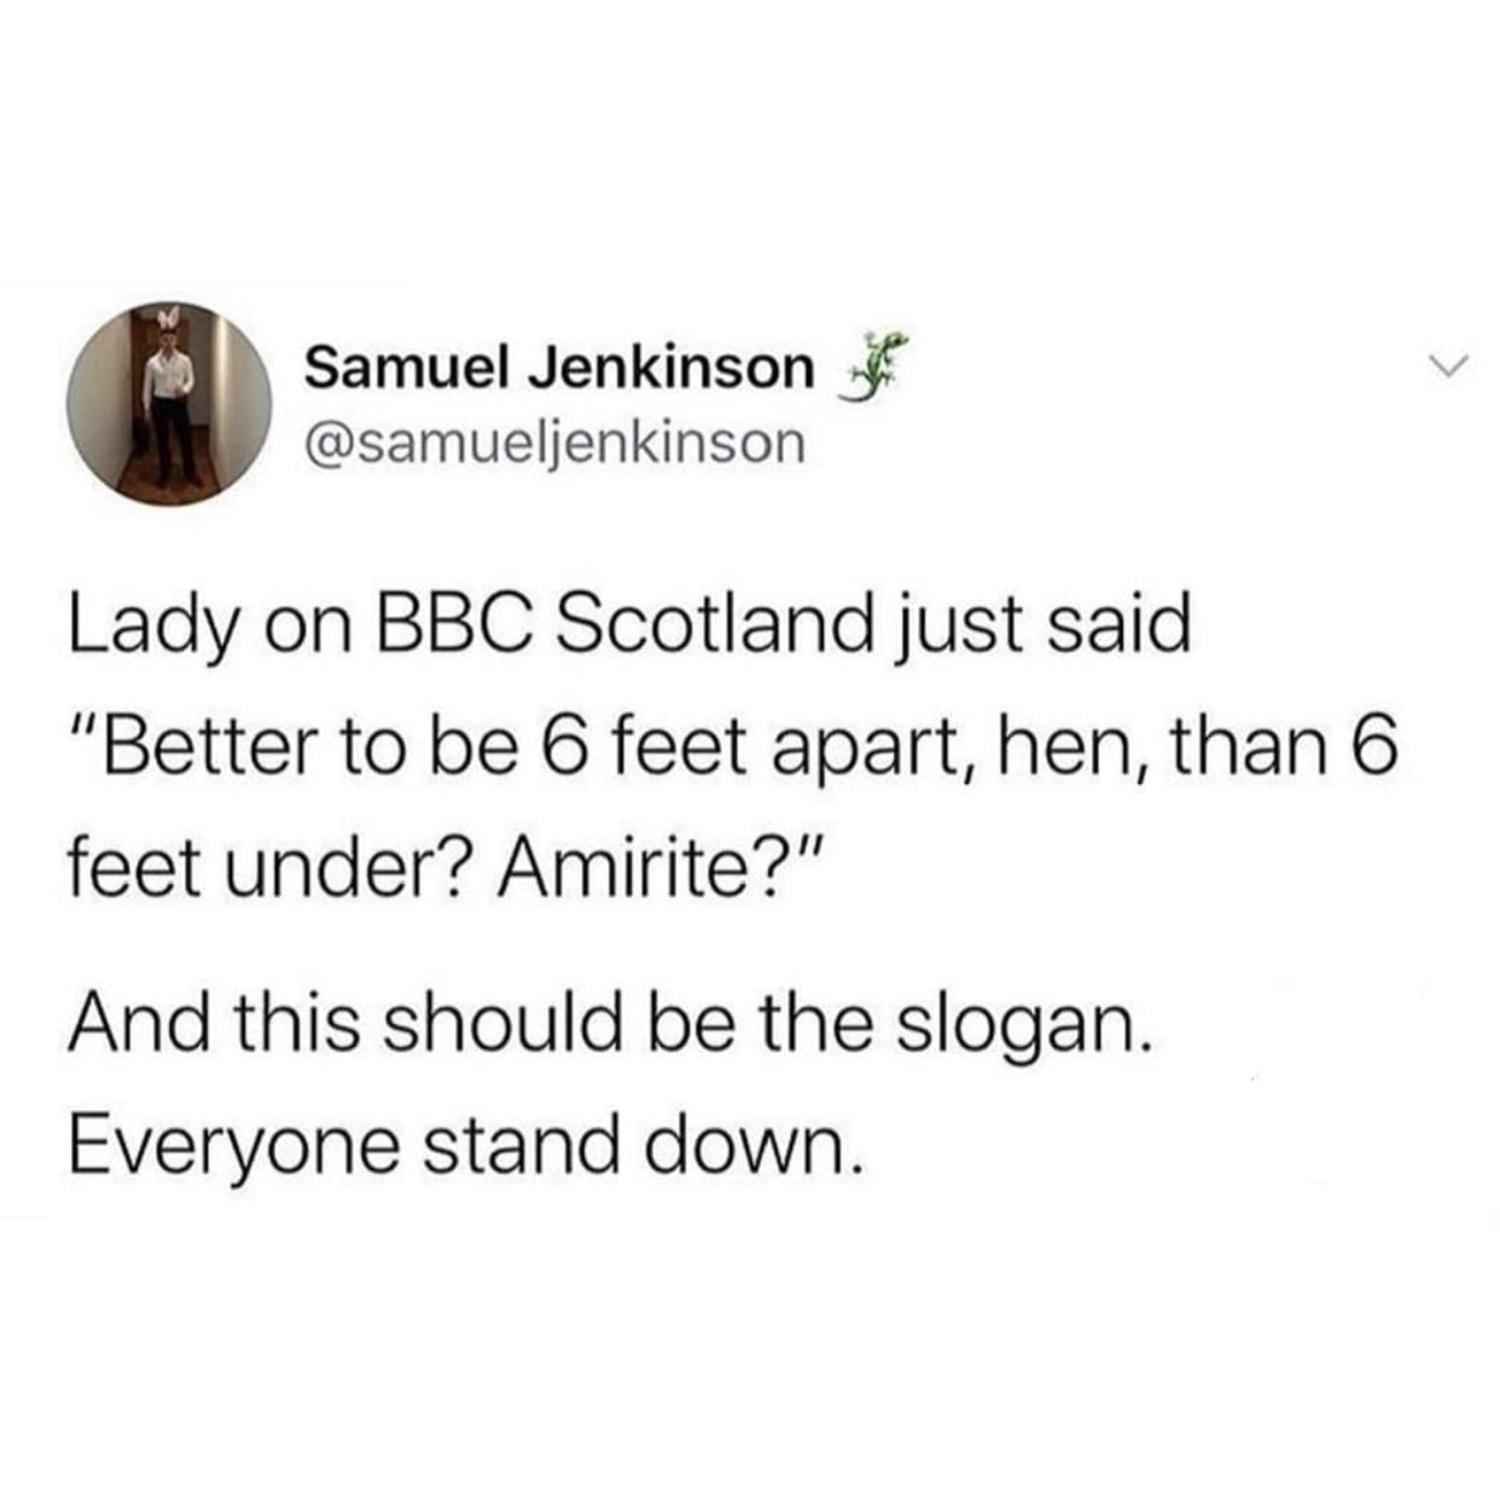 Samuel Jenkinson 🦎
@samueljenkinson
Lady on BBC Scotland just said
"Better to be 6 feet apart, hen, than 6
feet under? Amirite?"
And this should be the slogan.
Everyone stand down.